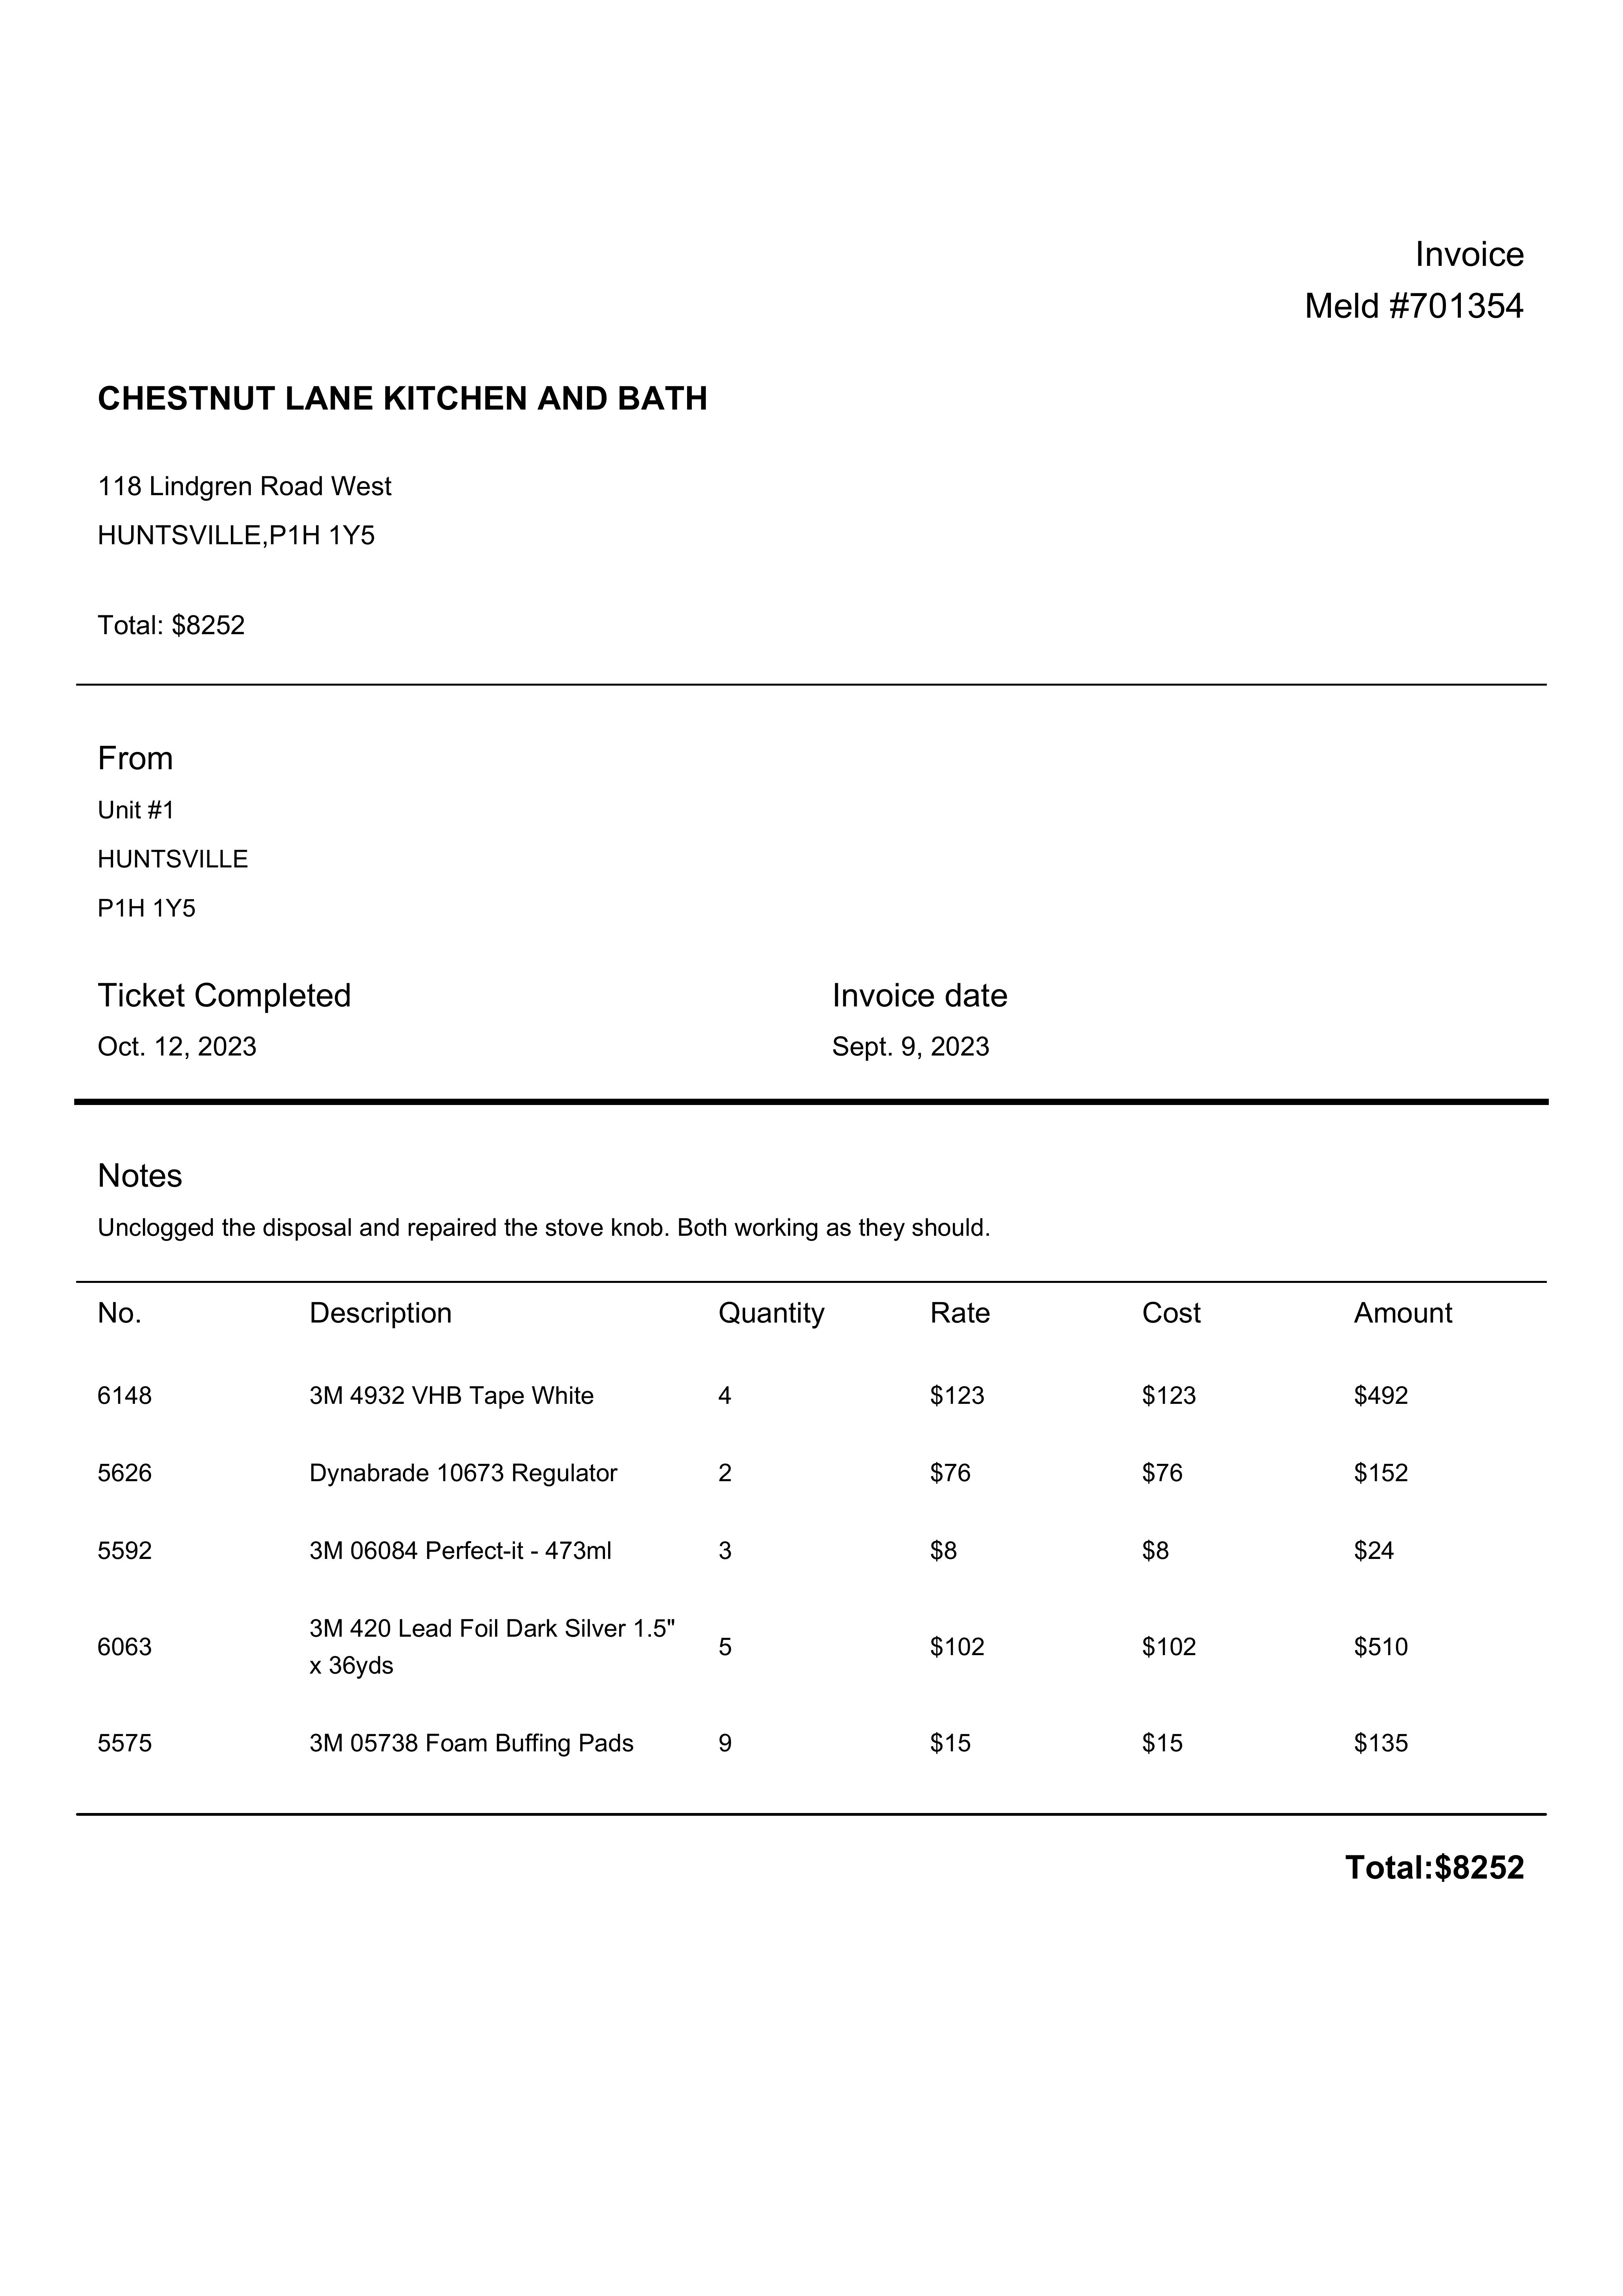 Invoice
Meld #701354
CHESTNUT LANE KITCHEN AND BATH
118 Lindgren Road West
HUNTSVILLE,P1H 1Y5
Total: $8252
From
Unit #1
HUNTSVILLE
P1H 1Y5
Ticket Completed Invoice date
Oct. 12, 2023 Sept. 9, 2023
Notes
Unclogged the disposal and repaired the stove knob. Both working as they should.
No. Description Quantity Rate Cost Amount
6148 3M 4932 VHB Tape White 4 $123 $123 $492
5626 Dynabrade 10673 Regulator 2 $76 $76 $152
5592 3M 06084 Perfect-it - 473ml 3 $8 $8 $24
6063 3M 420 Lead Foil Dark Silver 1.5" 5 $102 $102 $510
x 36yds
5575 3M 05738 Foam Buffing Pads 9 $15 $15 $135
Total:$8252